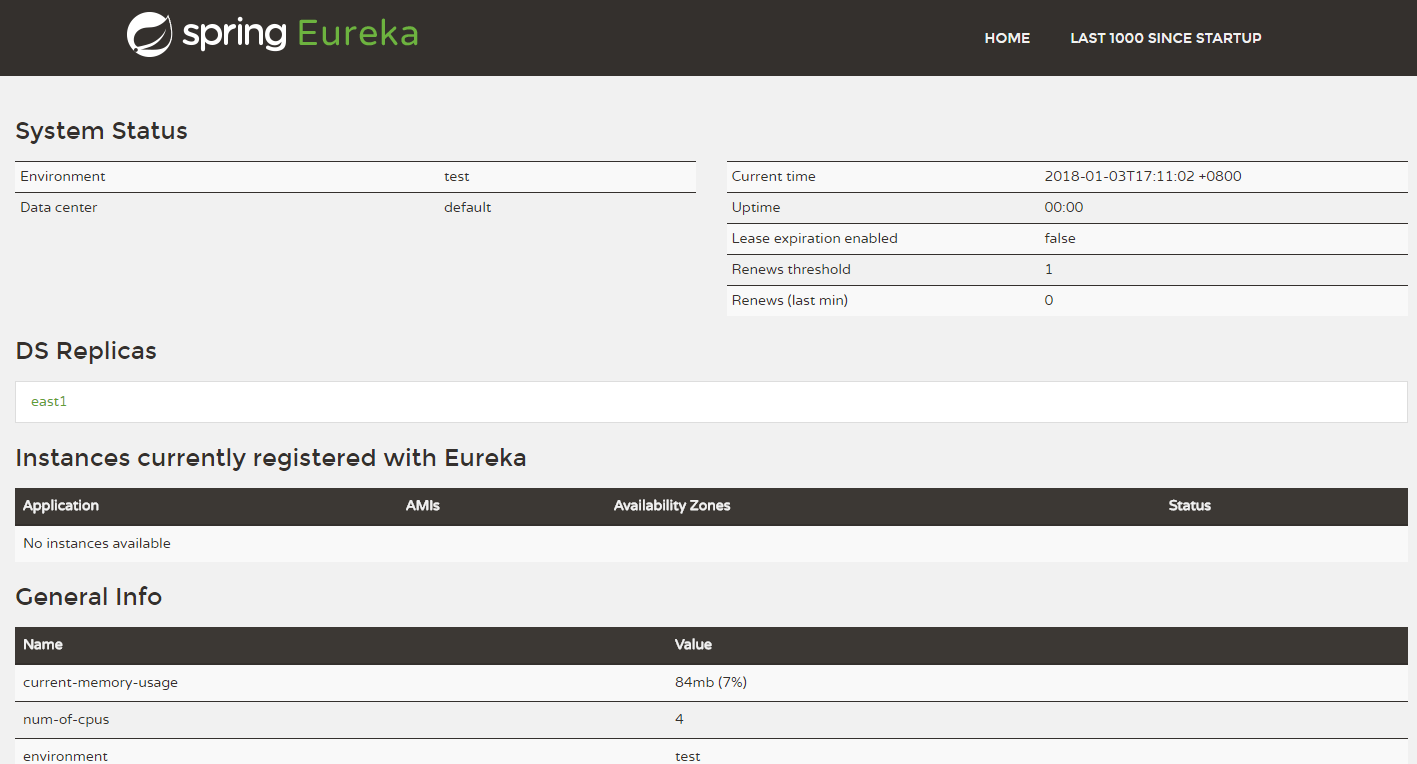 spring Eureka
HOME LAST 1000 SINCE STARTUP
System Status
Environment test
Data center default
Current time 2018-01-03T17:11:02 +0800
Uptime 00:00
Lease expiration enabled false
Renews threshold 1
Renews (last min) 0
DS Replicas
east1
Instances currently registered with Eureka
Application AMIs Availability Zones Status
No instances available
General Info
Name Value
current-memory-usage 84mb (7%)
num-of-cpus 4
environment test